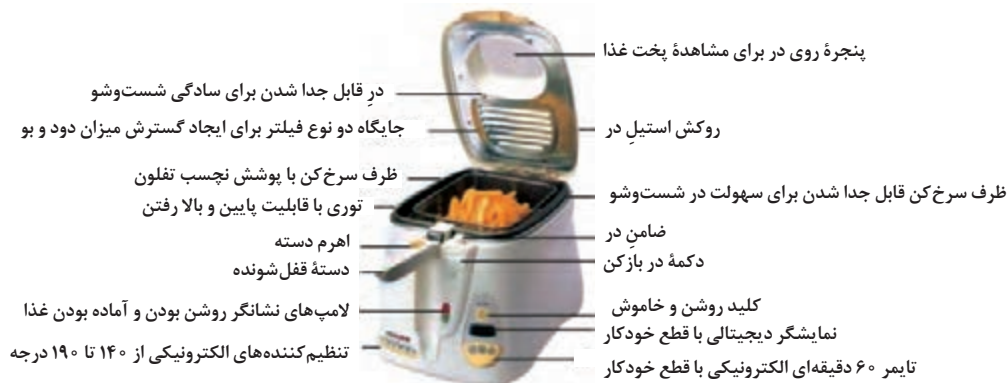 پنجرهٔ روی در برای مشاهدهٔ پخت غذا
روکش استیلِ در
ظرف سرخ‌کن قابل جدا شدن برای سهولت در شست‌وشو
ضامنِ در
دکمهٔ در بازکن
کلید روشن و خاموش
نمایشگر دیجیتالی با قطع خودکار
تایمر ۶۰ دقیقه‌ای الکترونیکی با قطع خودکار
درِ قابل جدا شدن برای سادگی شست‌وشو
جایگاه دو نوع فیلتر برای ایجاد گسترش میزان دود و بو
ظرف سرخ‌کن با پوشش نچسب تفلون
توری با قابلیت پایین و بالا رفتن
اهرم دسته
دستهٔ قفل‌شونده
لامپ‌های نشانگر روشن بودن و آماده بودن غذا
تنظیم‌کننده‌های الکترونیکی از ۱۴۰ تا ۱۹۰ درجه